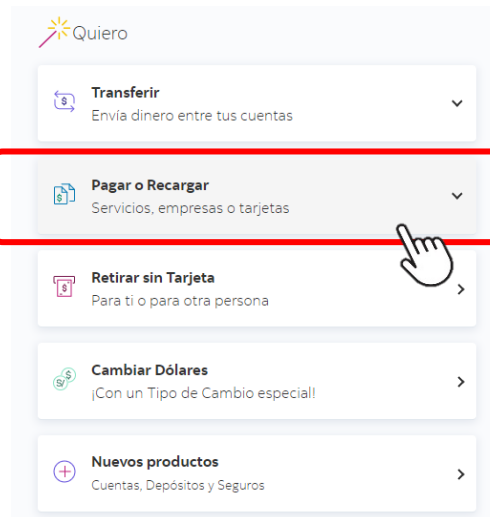 Quiero
Transferir
Envía dinero entre tus cuentas
Pagar o Recargar
Servicios, empresas o tarjetas
Retirar sin Tarjeta
Para ti o para otra persona
Cambiar Dólares
¡Con un Tipo de Cambio especial!
Nuevos productos
Cuentas, Depósitos y Seguros